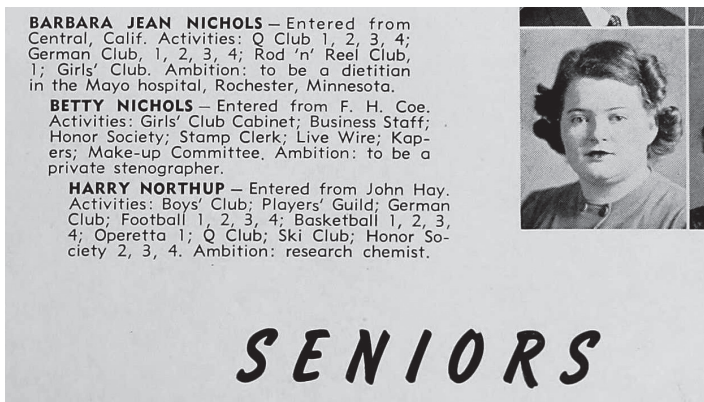 BARBARA JEAN NICHOLS — Entered from
Central, Calif. Activities: Q Club 1, 2, 3, 4;
German Club, 1, 2, 3, 4; Rod 'n' Reel Club,
1; Girls' Club. Ambition: to be a dietitian
in the Mayo hospital, Rochester, Minnesota.
BETTY NICHOLS — Entered from F. H. Coe.
Activities: Girls' Club Cabinet; Business Staff;
Honor Society; Stamp Clerk; Live Wire; Kap-
ers; Make-up Committee. Ambition: to be a
private stenographer.
HARRY NORTHUP — Entered from John Hay.
Activities: Boys' Club; Players' Guild; German
Club; Football 1, 2, 3, 4; Basketball 1, 2, 3,
4; Operetta 1; Q Club; Ski Club; Honor So-
ciety 2, 3, 4. Ambition: research chemist.
SENIORS